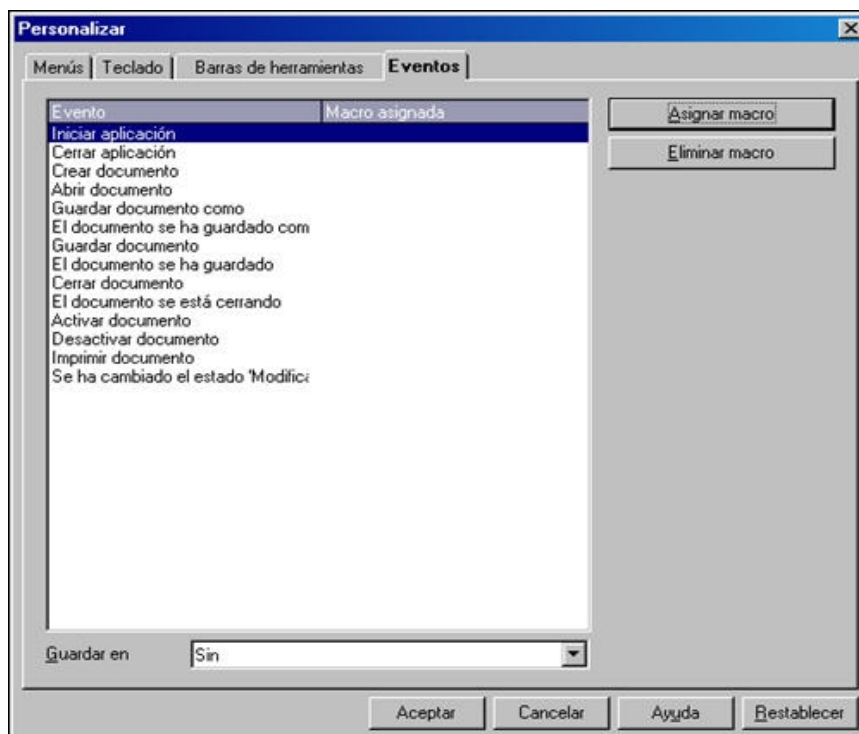 Personalizar
Menús Teclado Barras de herramientas Eventos
Evento Macro asignada
Iniciar aplicación
Cerrar aplicación
Crear documento
Abrir documento
Guardar documento como
El documento se ha guardado com
Guardar documento
El documento se ha guardado
Cerrar documento
El documento se está cerrando
Activar documento
Desactivar documento
Imprimir documento
Se ha cambiado el estado 'Modifica
Asignar macro
Eliminar macro
Guardar en Sin
Aceptar Cancelar Ayuda Restablecer